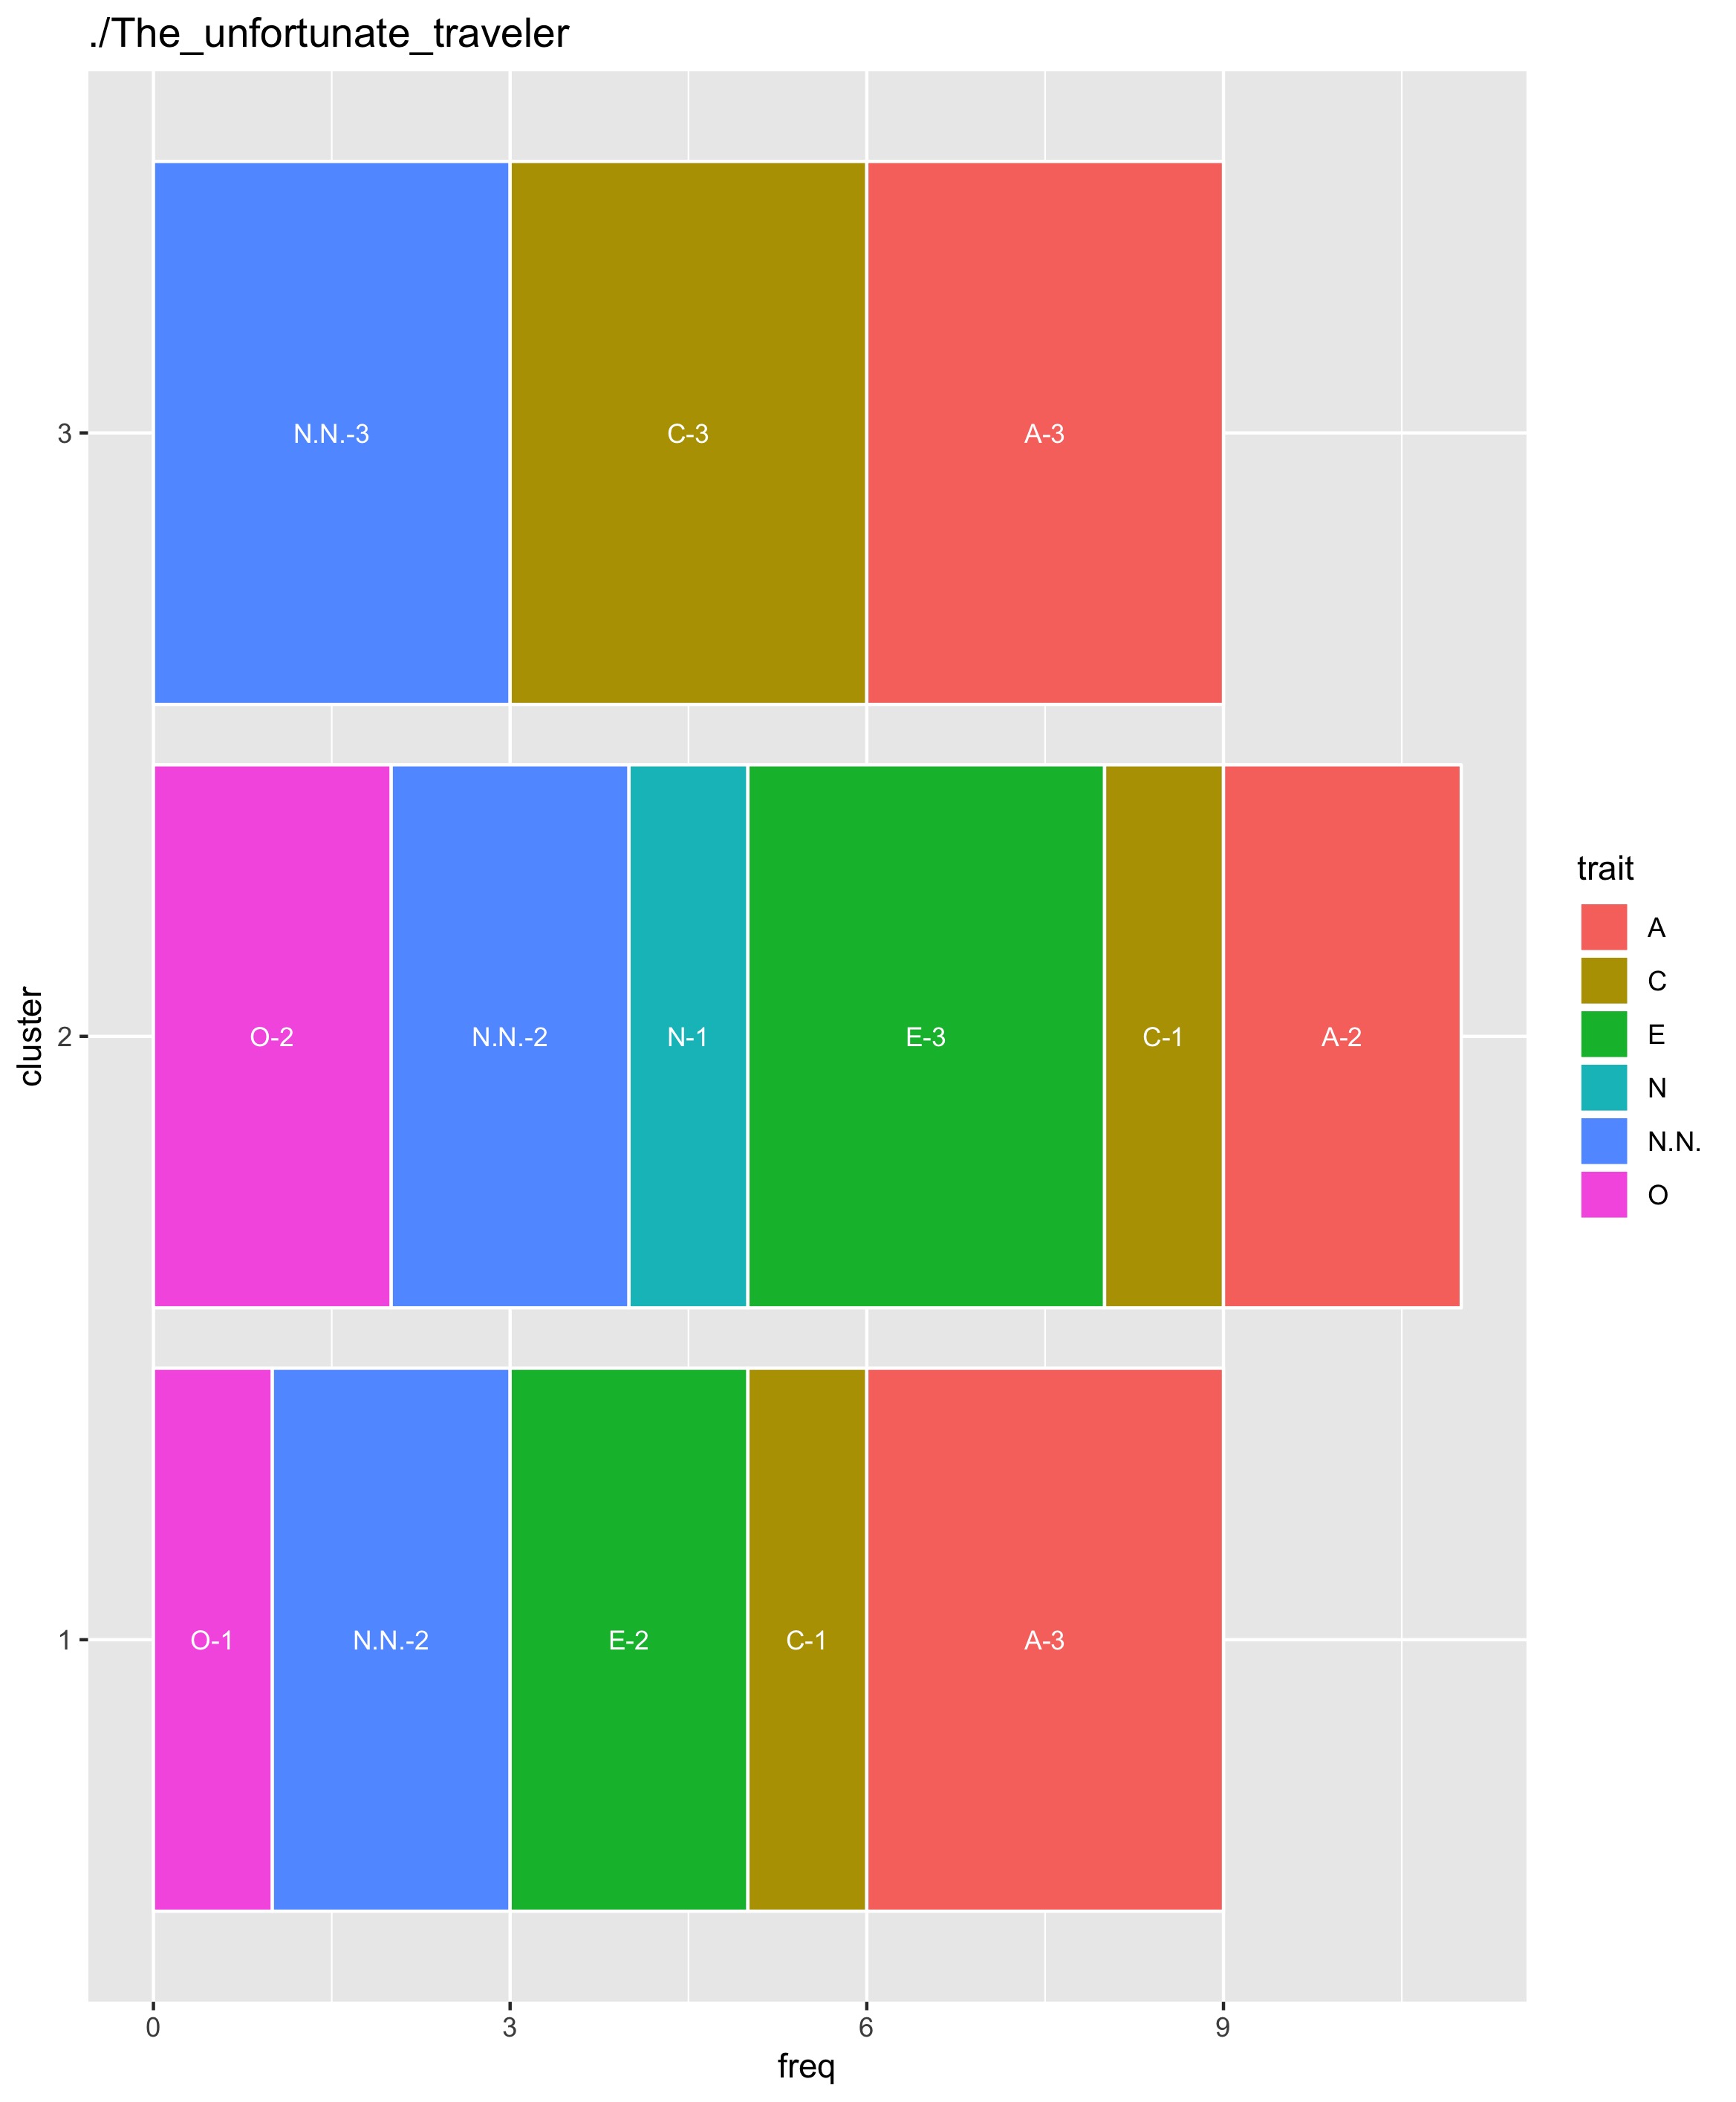 ./The_unfortunate_traveler
3
N.N.-3 C-3 A-3
cluster
2
O-2 N.N.-2 N-1 E-3 C-1 A-2
1
O-1 N.N.-2 E-2 C-1 A-3
0 3 6 9
freq
trait
A
C
E
N
N.N.
O